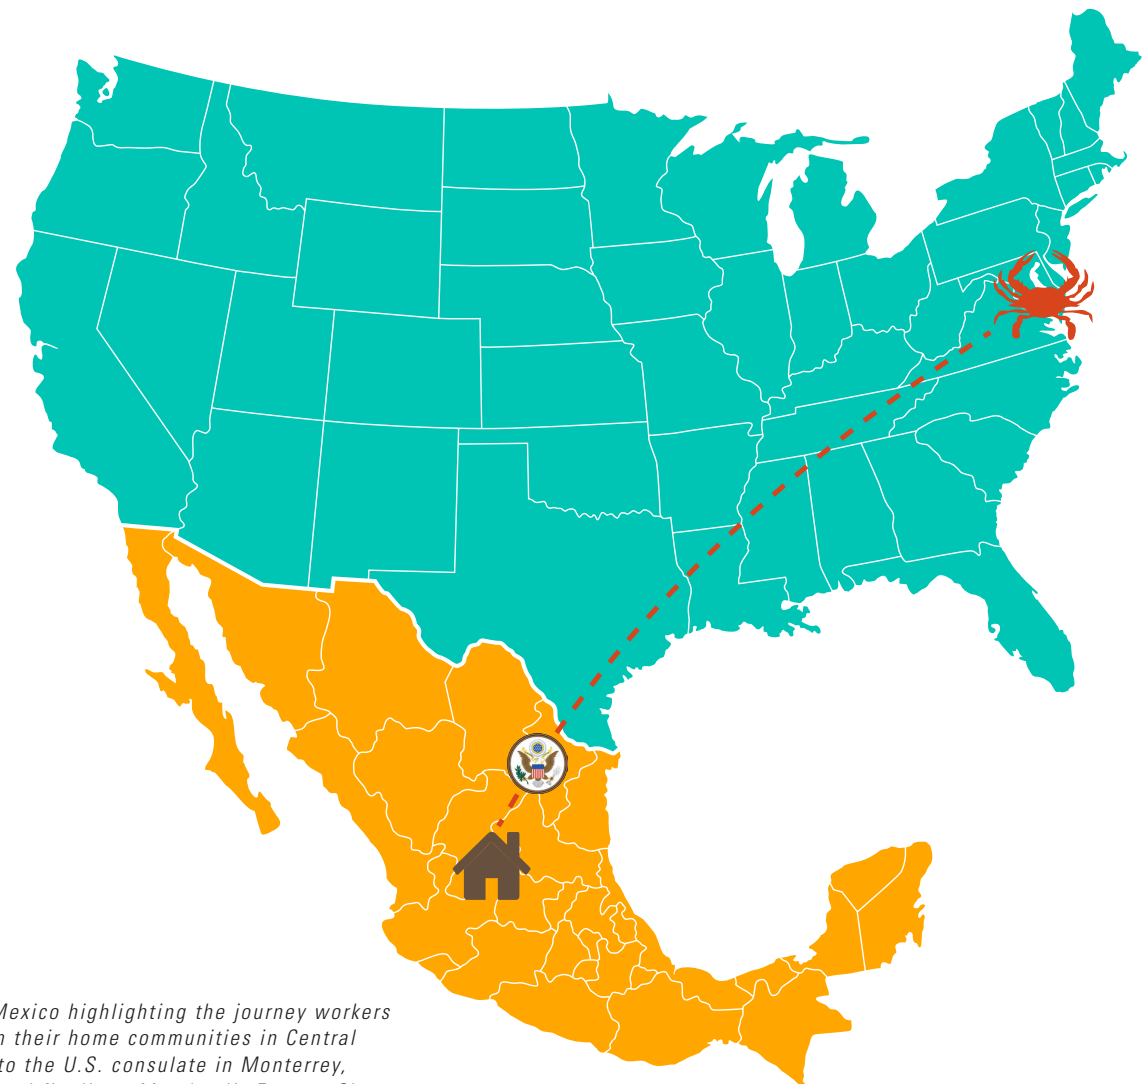 Mexico highlighting the journey workers
their home communities in Central
to the U.S. consulate in Monterrey,